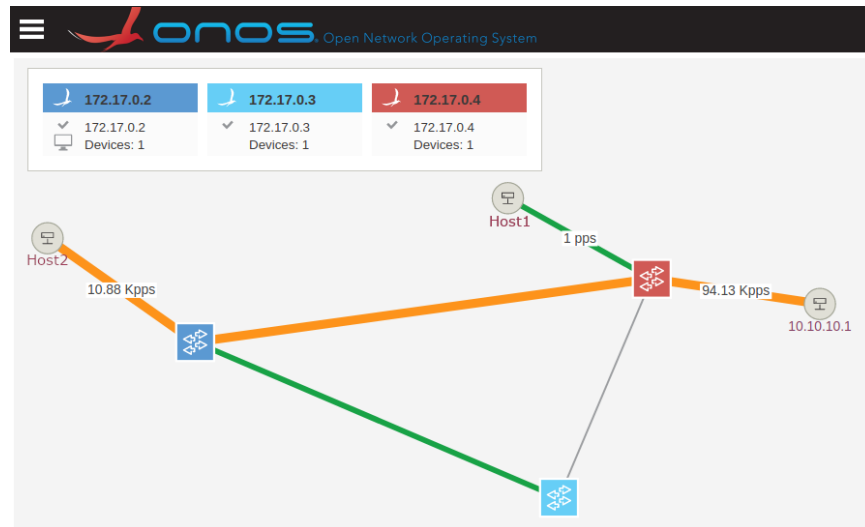 onos. Open Network Operating System
172.17.0.2
172.17.0.3
172.17.0.4
172.17.0.2
Devices: 1
172.17.0.3
Devices: 1
172.17.0.4
Devices: 1
Host1
1 pps
Host2
10.88 Kpps
94.13 Kpps
10.10.10.1